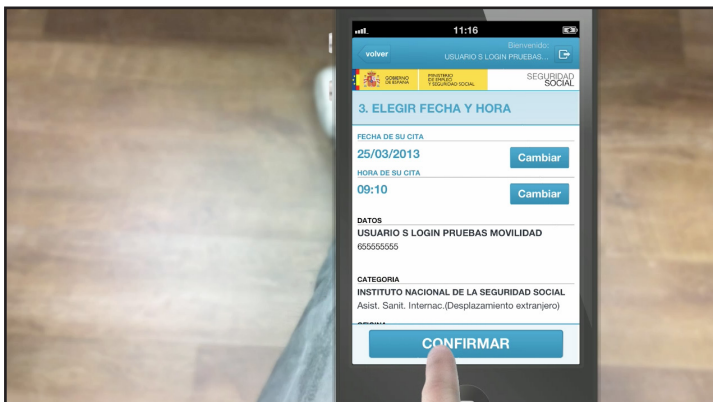 11:16
volver
Bienvenido:
USUARIO S LOGIN PRUEBAS...
GOBIERNO
DE ESPAÑA
MINISTERIO
DE EMPLEO
Y SEGURIDAD SOCIAL
SEGURIDAD
SOCIAL
3. ELEGIR FECHA Y HORA
FECHA DE SU CITA
25/03/2013
Cambiar
HORA DE SU CITA
09:10
Cambiar
DATOS
USUARIO S LOGIN PRUEBAS MOVILIDAD
655555555
CATEGORIA
INSTITUTO NACIONAL DE LA SEGURIDAD SOCIAL
Asist. Sanit. Internac.(Desplazamiento extranjero)
CONFIRMAR